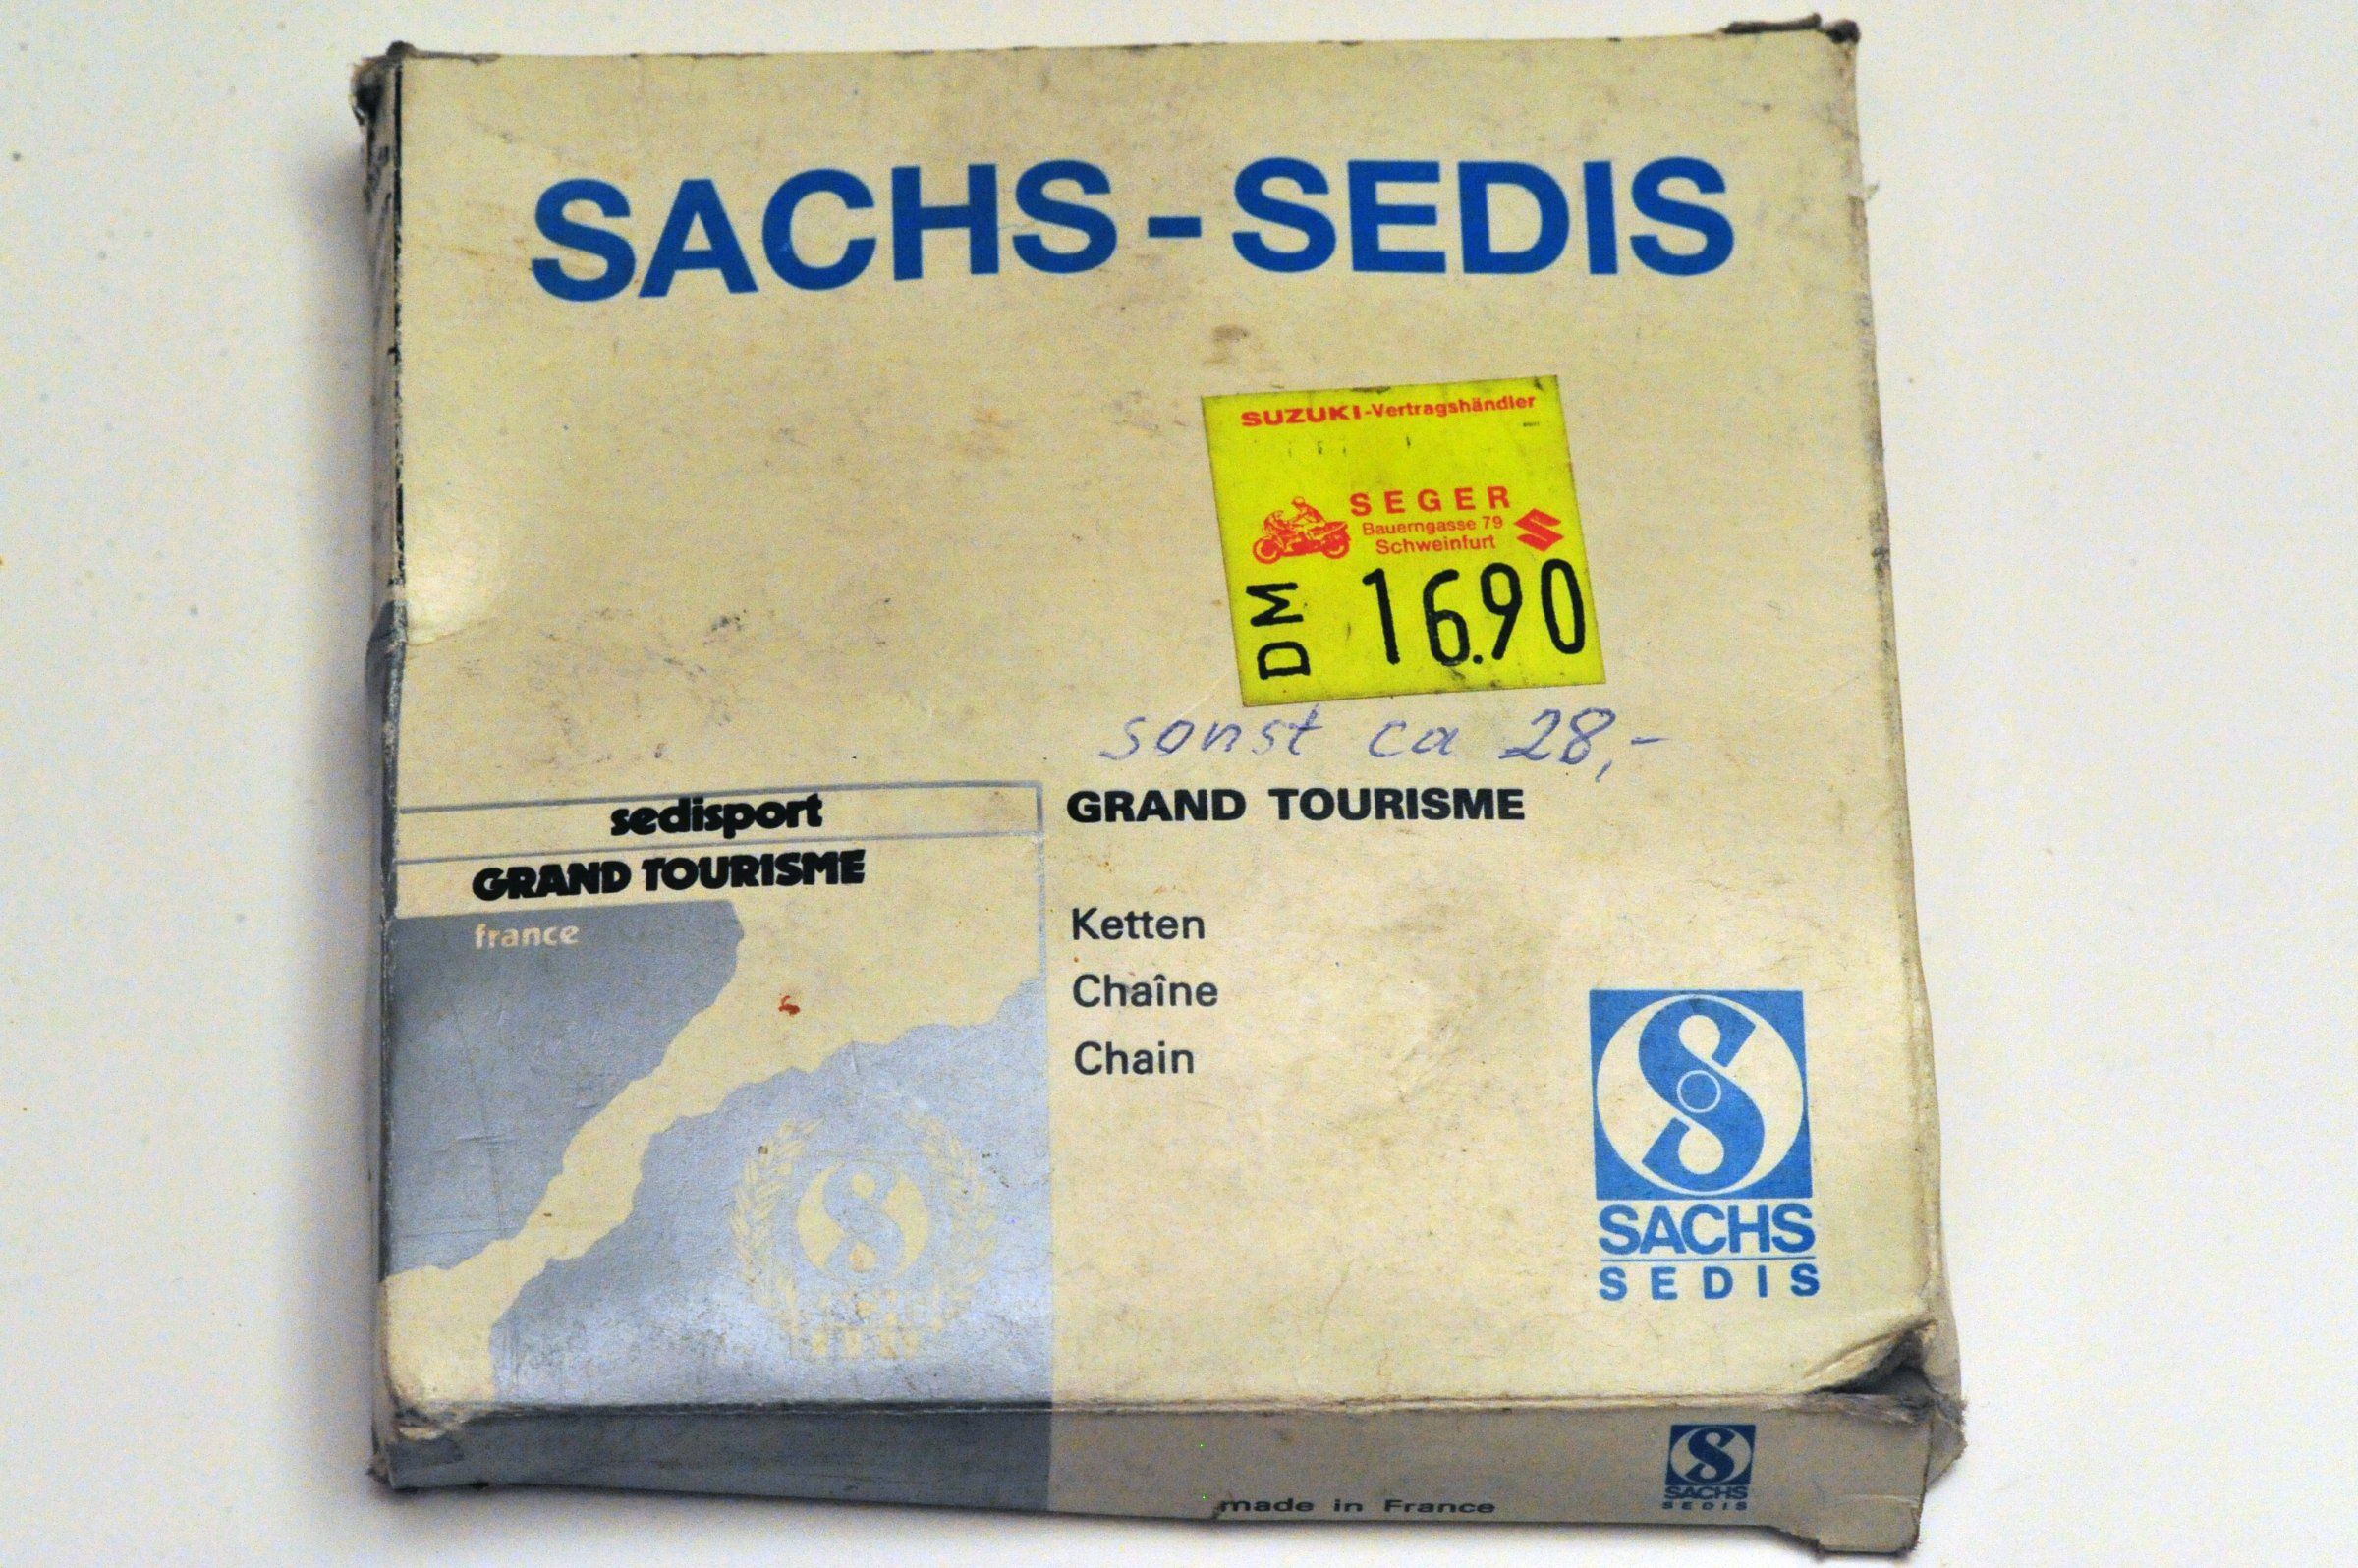 SACHS - SEDIS
SUZUKI-Vertragshändler
SEGER
Bauerngasse 79
Schweinfurt
DM 16.90
sonst ca 28,-
sedisport
GRAND TOURISME
france
GRAND TOURISME
Ketten
Chaîne
Chain
SACHS
SEDIS
made in France
SACHS
SEDIS